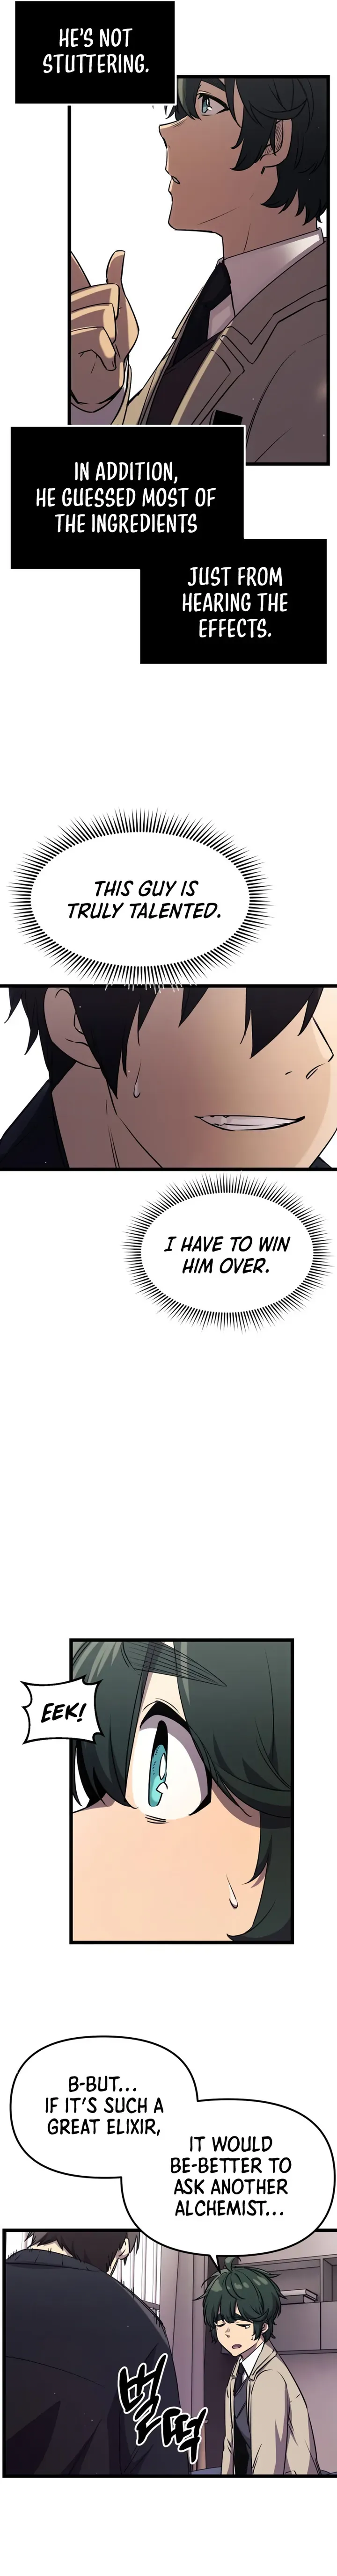 HE'S NOT
STUTTERING.
IN ADDITION,
HE GUESSED MOST OF
THE INGREDIENTS
JUST FROM
HEARING THE
EFFECTS.
THIS GUY IS
TRULY TALENTED.
I HAVE TO WIN
HIM OVER.
EEK!
B-BUT...
IF IT'S SUCH A
GREAT ELIXIR,
IT WOULD
BE-BETTER TO
ASK ANOTHER
ALCHEMIST...
벌떡